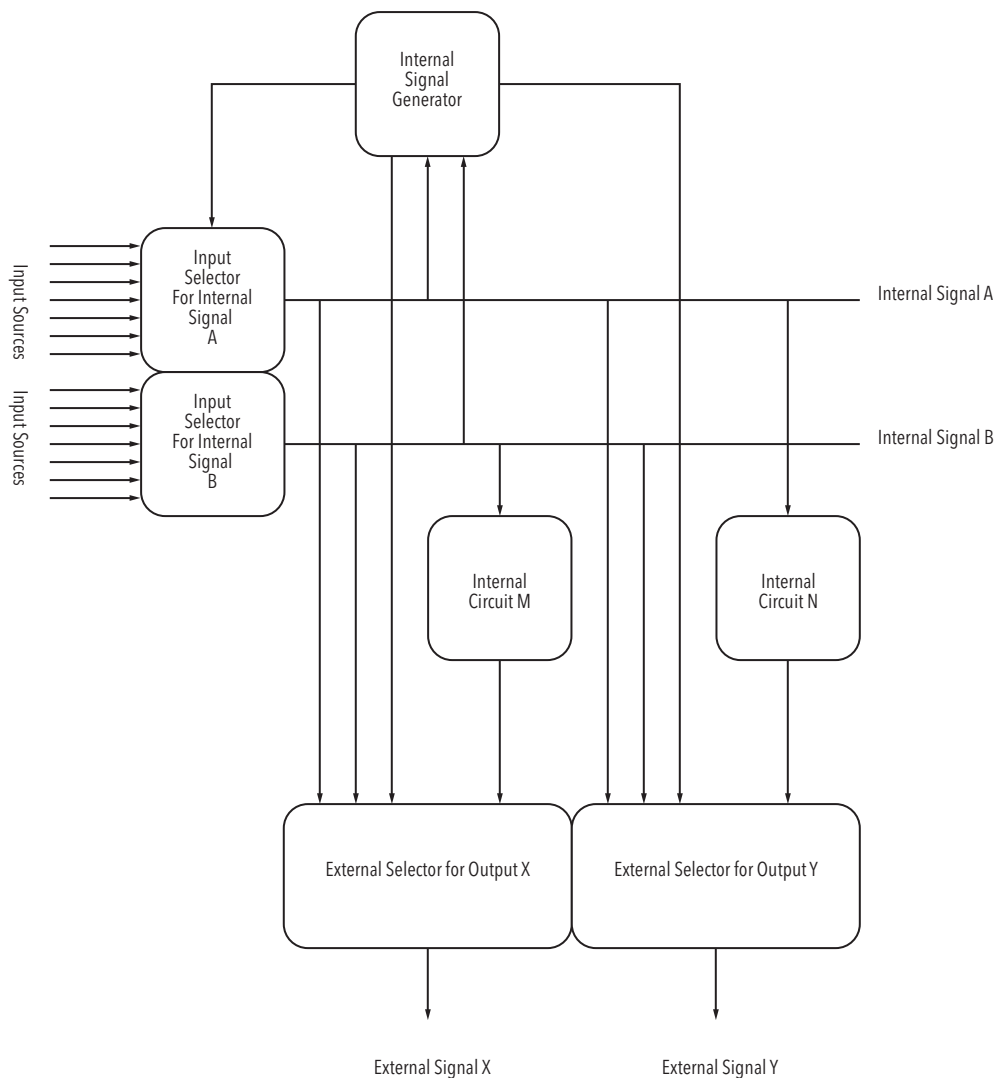 Internal
Signal
Generator
Input Sources
Input
Selector
For Internal
Signal
A
Internal Signal A
Input Sources
Input
Selector
For Internal
Signal
B
Internal Signal B
Internal
Circuit M
Internal
Circuit N
External Selector for Output X
External Selector for Output Y
External Signal X
External Signal Y